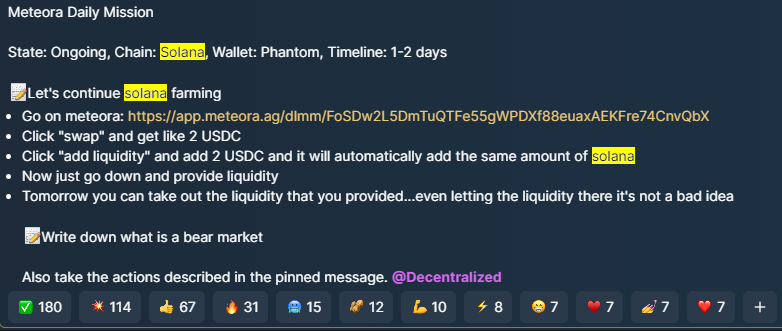 Meteora Daily Mission
State: Ongoing, Chain: Solana, Wallet: Phantom, Timeline: 1-2 days
📝Let's continue solana farming
• Go on meteora: https://app.meteora.ag/dlmm/FoSDw2L5DmTuQTFe55gWPDXf88euaxAEKFre74CnvQbX
• Click "swap" and get like 2 USDC
• Click "add liquidity" and add 2 USDC and it will automatically add the same amount of solana
• Now just go down and provide liquidity
• Tomorrow you can take out the liquidity that you provided...even letting the liquidity there it's not a bad idea
📝Write down what is a bear market
Also take the actions described in the pinned message. @Decentralized
✅ 180 💥 114 👍 67 🔥 31 🥶 15 👏 12 💪 10 ⚡ 8 😁 7 ♥️ 7 💅 7 ❤️ 7 +